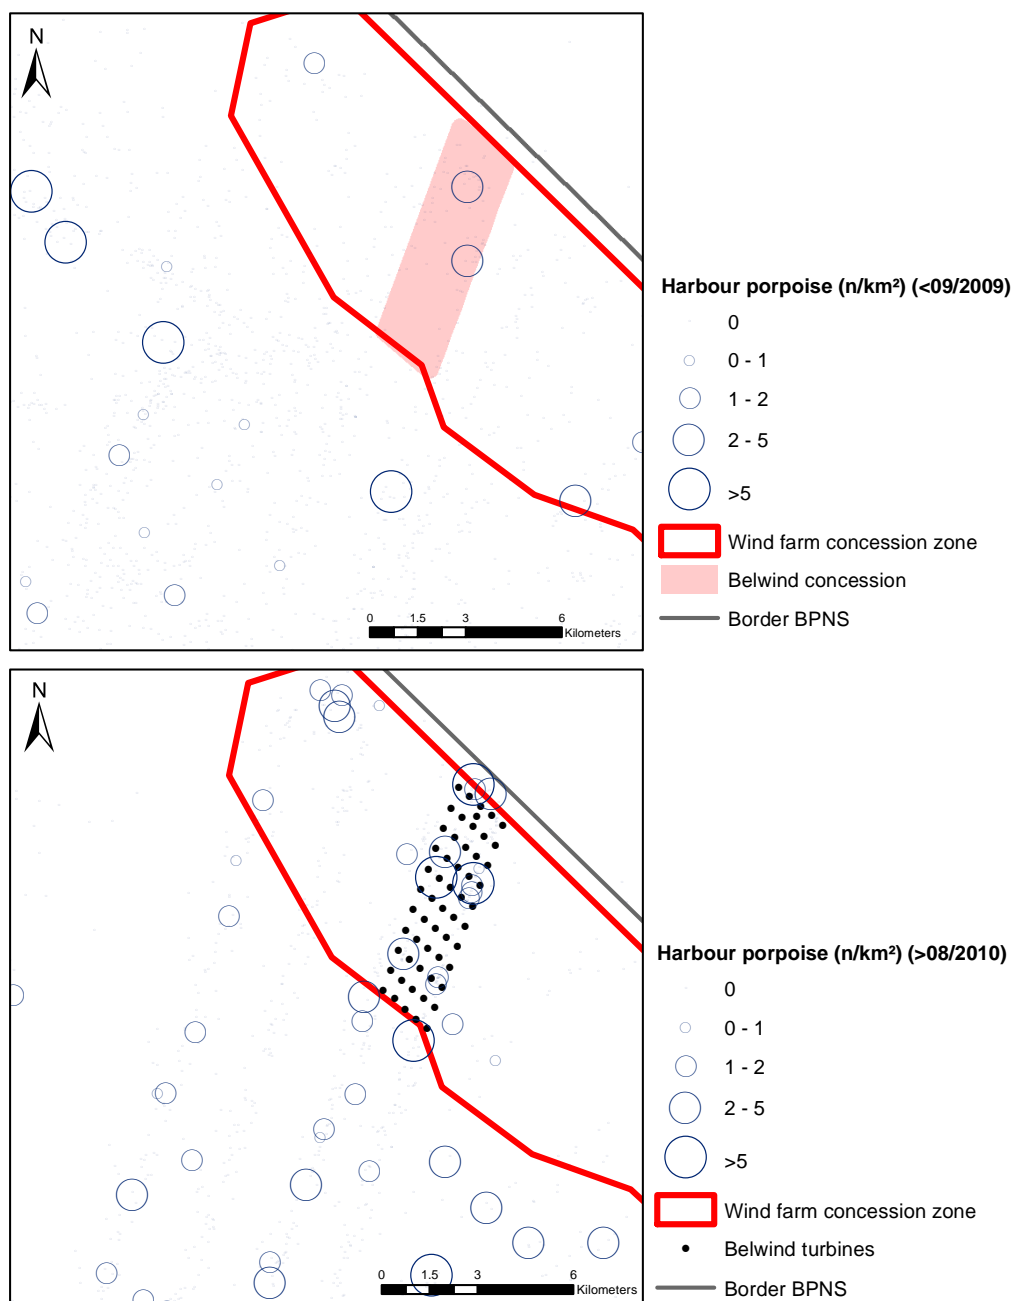 N
0 1.5 3 6
Kilometers
Harbour porpoise (n/km²) (<09/2009)
0
0 - 1
1 - 2
2 - 5
>5
Wind farm concession zone
Belwind concession
Border BPNS
N
0 1.5 3 6
Kilometers
Harbour porpoise (n/km²) (>08/2010)
0
0 - 1
1 - 2
2 - 5
>5
Wind farm concession zone
Belwind turbines
Border BPNS